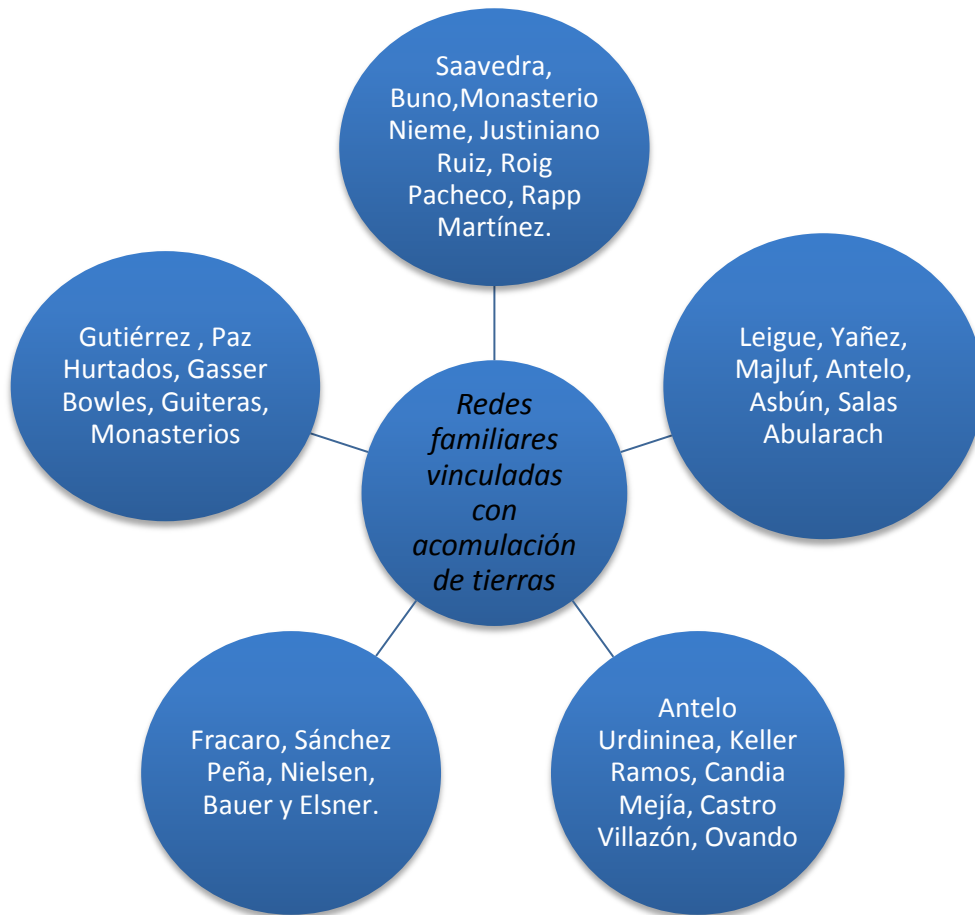 Saavedra,
Buno,Monasterio
Nieme, Justiniano
Ruiz, Roig
Pacheco, Rapp
Martínez.
Gutiérrez , Paz
Hurtados, Gasser
Bowles, Guiteras,
Monasterios
Leigue, Yañez,
Majluf, Antelo,
Asbún, Salas
Abularach
Redes
familiares
vinculadas
con
acomulación
de tierras
Fracaro, Sánchez
Peña, Nielsen,
Bauer y Elsner.
Antelo
Urdininea, Keller
Ramos, Candia
Mejía, Castro
Villazón, Ovando